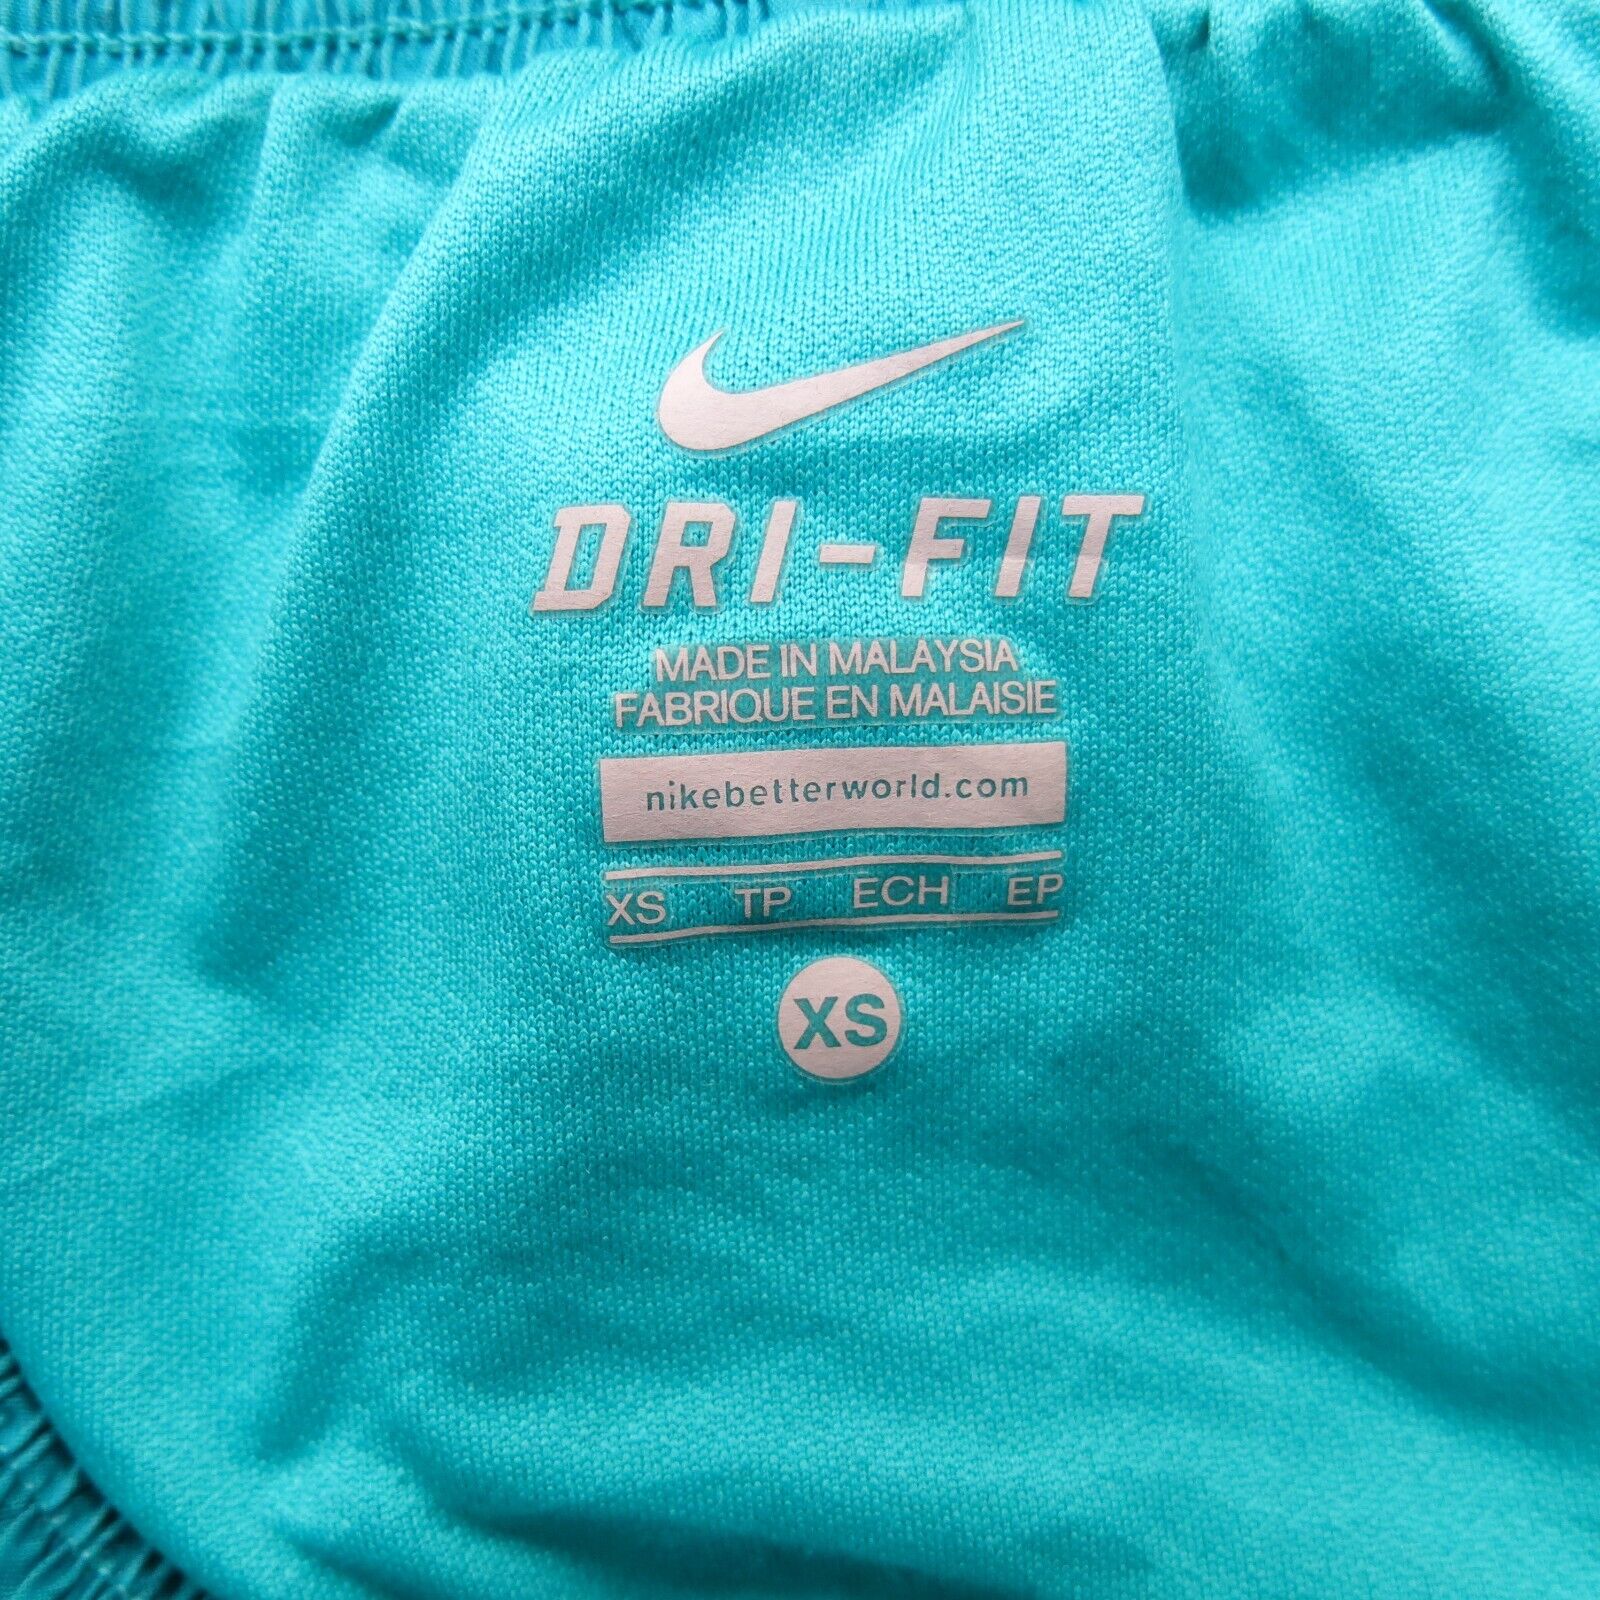 DRI-FIT
MADE IN MALAYSIA
FABRIQUE EN MALAISIE
nikebetterworld.com
XS TP ECH EP
XS